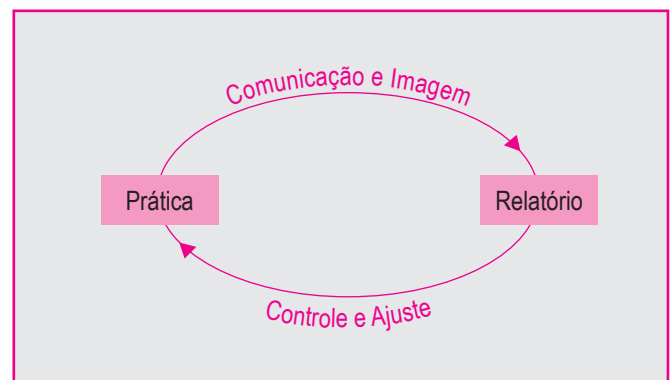 Comunicação e Imagem
Prática
Relatório
Controle e Ajuste